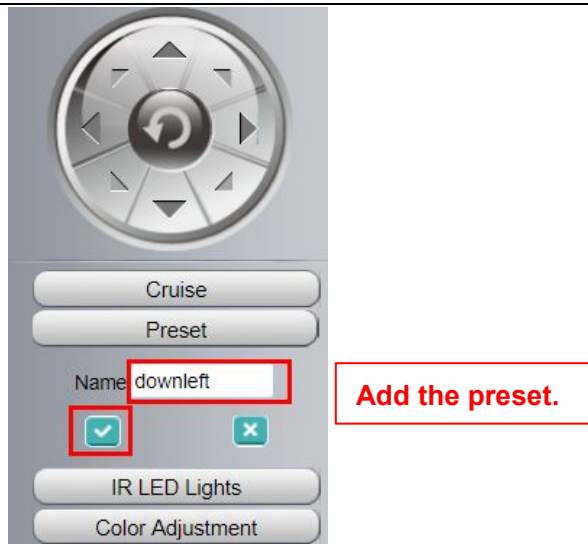 Cruise
Preset
Name downleft
Add the preset.
IR LED Lights
Color Adjustment